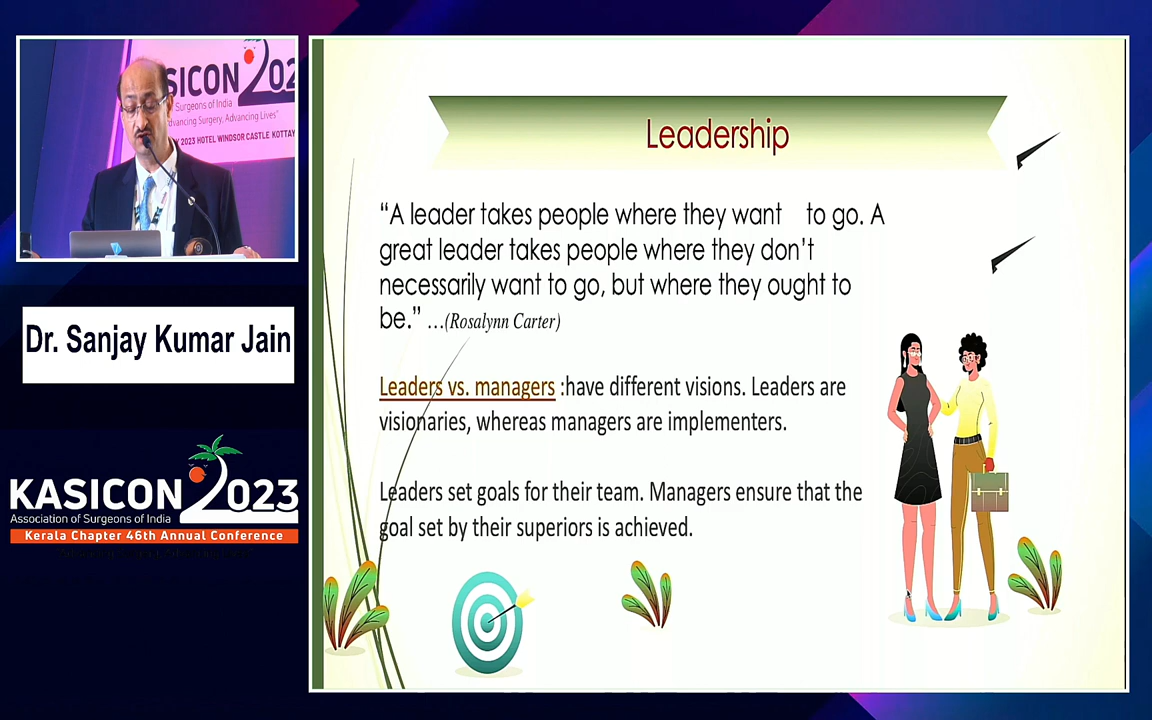 SICON 202
Surgeons of India
dvancing Surgery, Advancing Lives"
Y 2023 HOTEL WINDSOR CASTLE KOTTAY
Dr. Sanjay Kumar Jain
KASICON 2023
Association of Surgeons of India
Kerala Chapter 46th Annual Conference
Leadership
“A leader takes people where they want to go. A
great leader takes people where they don't
necessarily want to go, but where they ought to
be.” ...(Rosalynn Carter)
Leaders vs. managers :have different visions. Leaders are
visionaries, whereas managers are implementers.
Leaders set goals for their team. Managers ensure that the
goal set by their superiors is achieved.